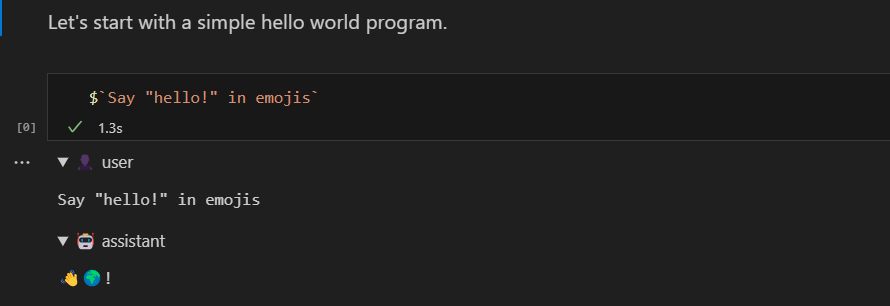 Let's start with a simple hello world program.
$`Say "hello!" in emojis`
[0] ✓ 1.3s
... ▼ 👤 user
Say "hello!" in emojis
▼ 🤖 assistant
👋🌍!